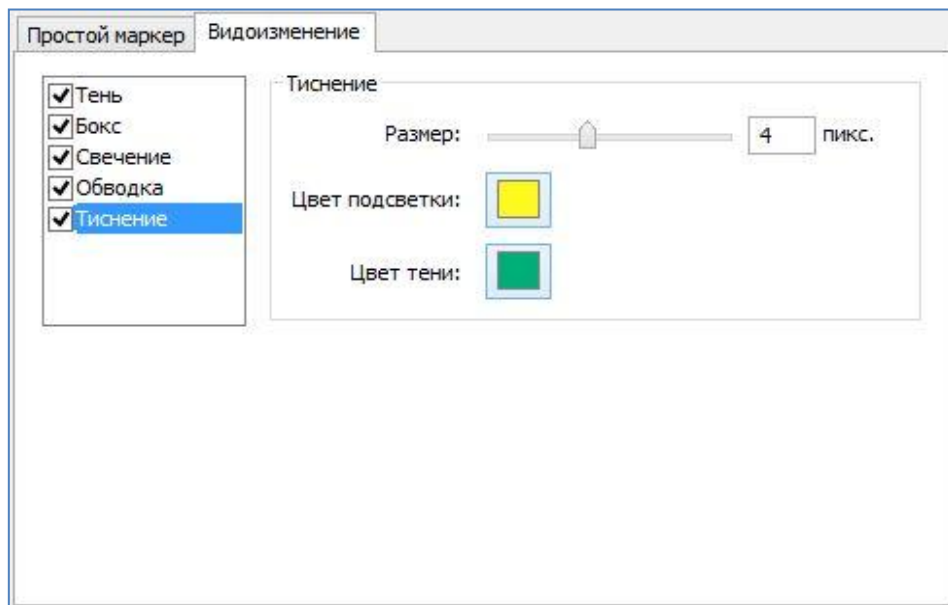 Простой маркер Видоизменение
Тень
Бокс
Свечение
Обводка
Тиснение
Тиснение
Размер: 4 пикс.
Цвет подсветки:
Цвет тени: